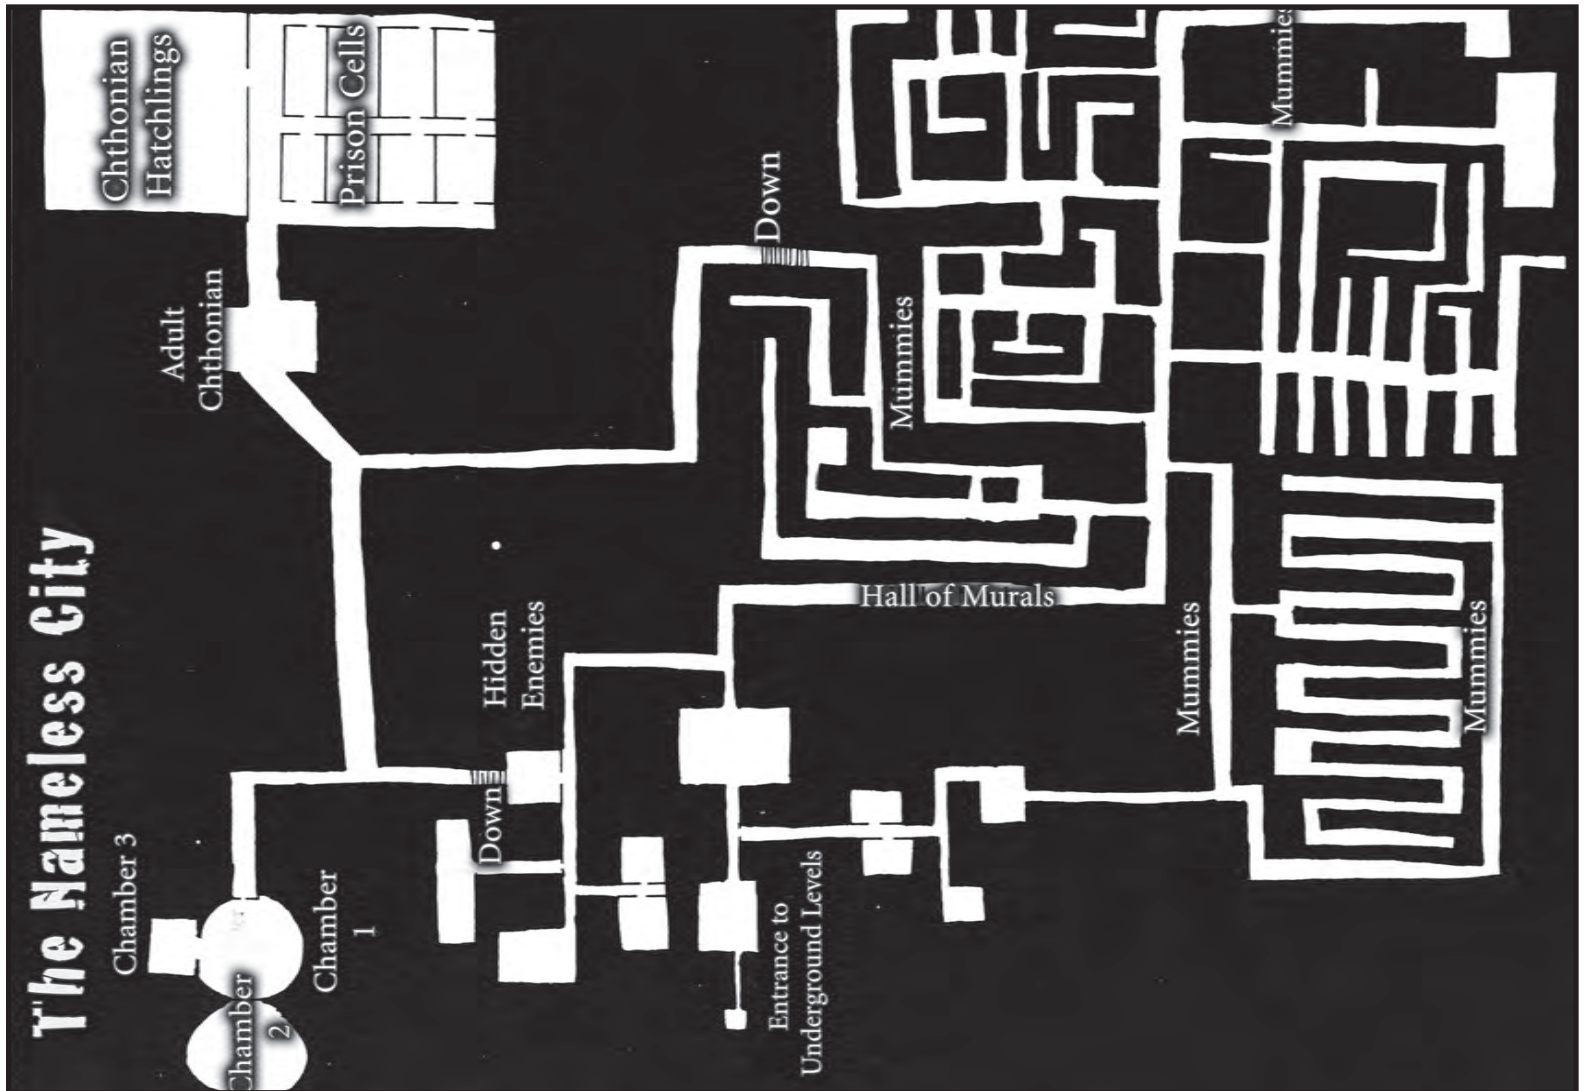 The Nameless City
Chthonian
Hatchlings
Chamber 3
Adult
Chthonian
Chamber
2
Chamber
1
Prison Cells
Down
Hidden
Enemies
Down
Entrance to
Underground Levels
Mummies
Hall of Murals
Mummies
Mummies
Mummies